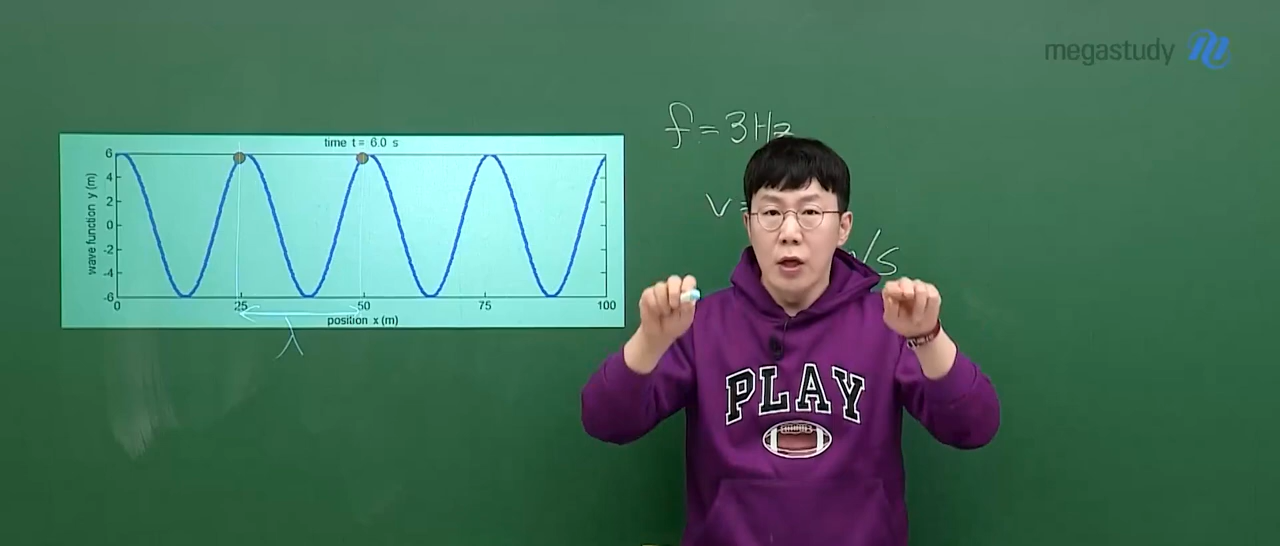 megastudy
f = 3Hz
v =
/s
time t = 6.0 s
wave function y (m)
6
4
2
0
-2
-4
-6
0 25 50 75 100
position x (m)
λ
PLAY